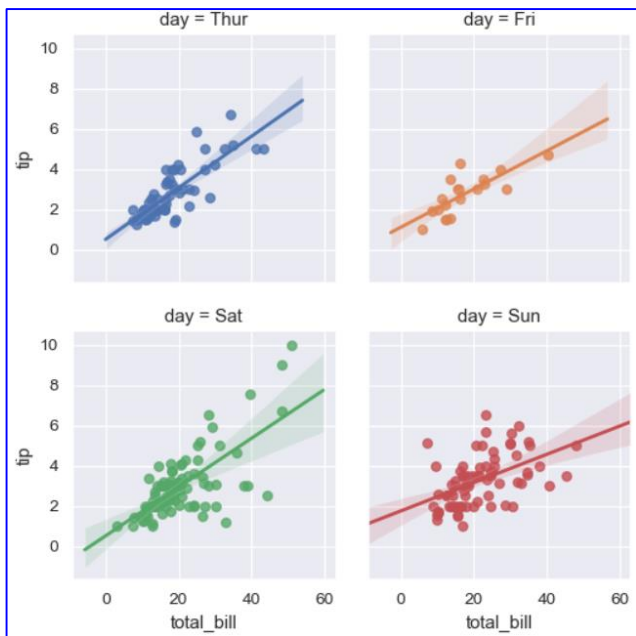 day = Thur
day = Fri
10
8
6
4
2
0
tip
day = Sat
day = Sun
10
8
6
4
2
0
tip
0 20 40 60
total_bill
0 20 40 60
total_bill